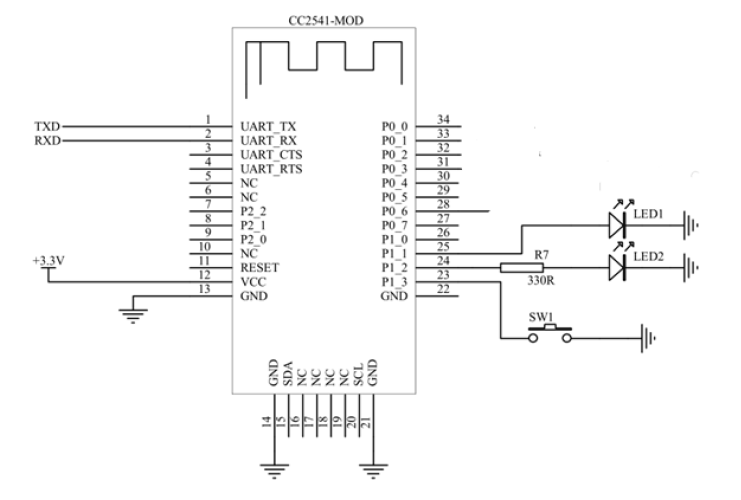 CC2541-MOD
TXD 1 UART_TX P0_0 34
RXD 2 UART_RX P0_1 33
3 UART_CTS P0_2 32
4 UART_RTS P0_3 31
5 NC P0_4 30
6 NC P0_5 29
7 P2_2 P0_6 28
8 P2_1 P0_7 27
9 P2_0 P1_0 26
10 NC P1_1 25 LED1
+3.3V 11 RESET P1_2 24 R7 330R LED2
12 VCC P1_3 23
13 GND GND 22
SW1
GND SDA NC NC NC NC SCL GND
14 15 16 17 18 19 20 21